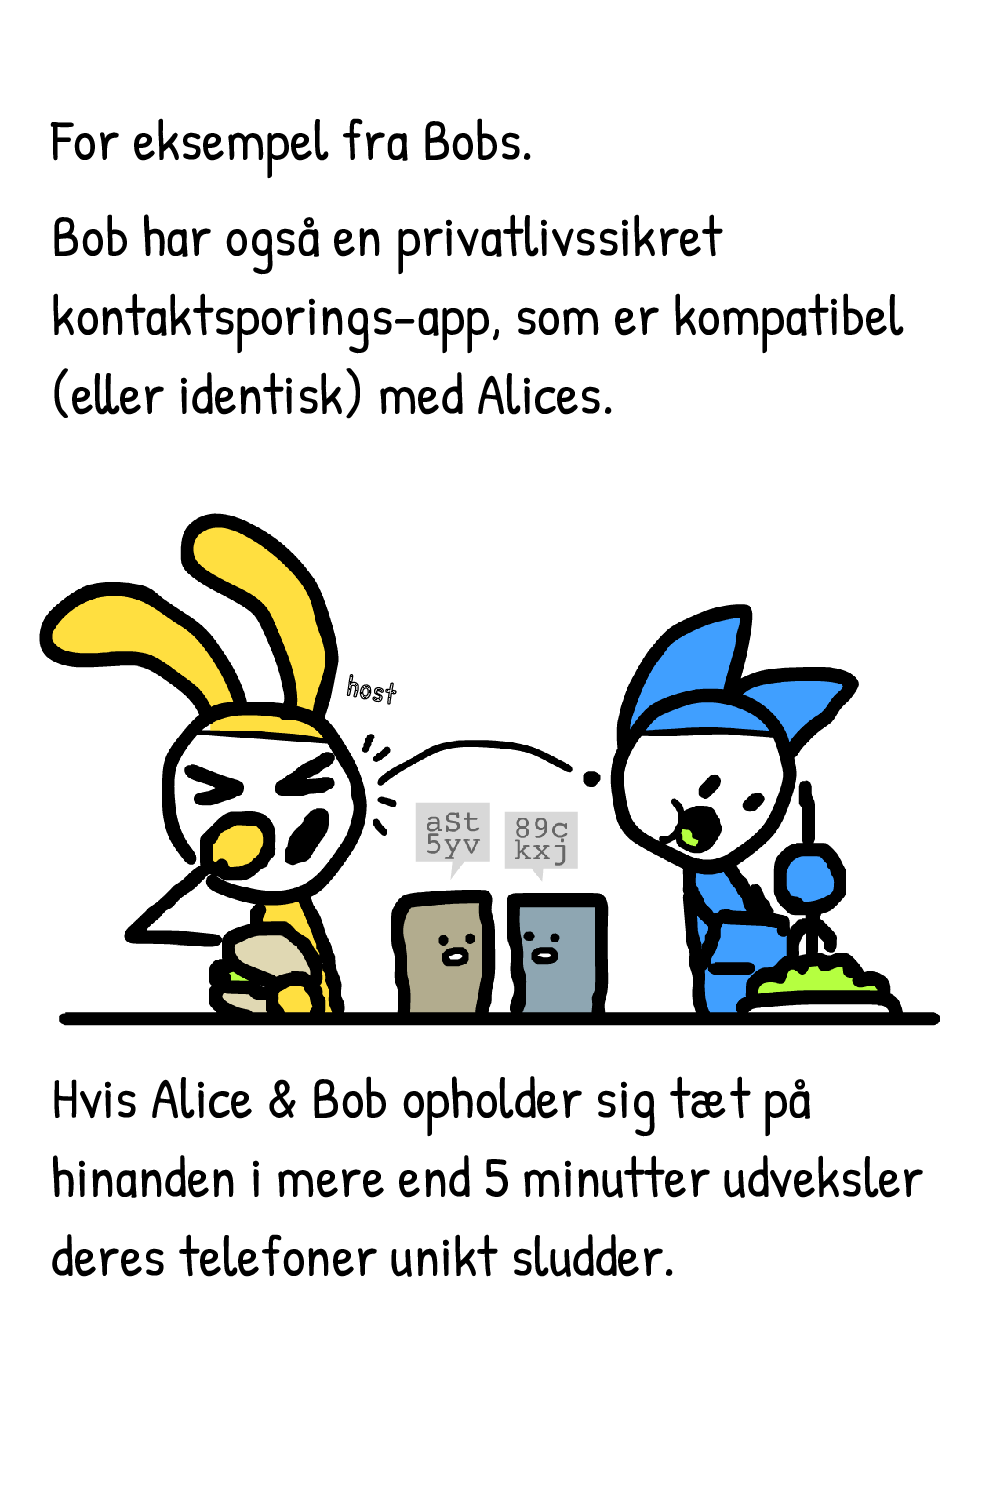 For eksempel fra Bobs.
Bob har også en privatlivssikret
kontaktsporings-app, som er kompatibel
(eller identisk) med Alices.
host
aSt
5yv
89c
kxj
Hvis Alice & Bob opholder sig tæt på
hinanden i mere end 5 minutter udveksler
deres telefoner unikt sludder.